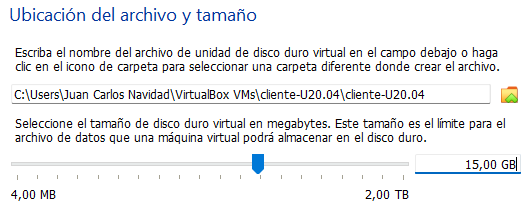 Ubicación del archivo y tamaño
Escriba el nombre del archivo de unidad de disco duro virtual en el campo debajo o haga
clic en el icono de carpeta para seleccionar una carpeta diferente donde crear el archivo.
C:\Users\Juan Carlos Navidad\VirtualBox VMs\cliente-U20.04\cliente-U20.04
Seleccione el tamaño de disco duro virtual en megabytes. Este tamaño es el límite para el
archivo de datos que una máquina virtual podrá almacenar en el disco duro.
15,00 GB
4,00 MB 2,00 TB